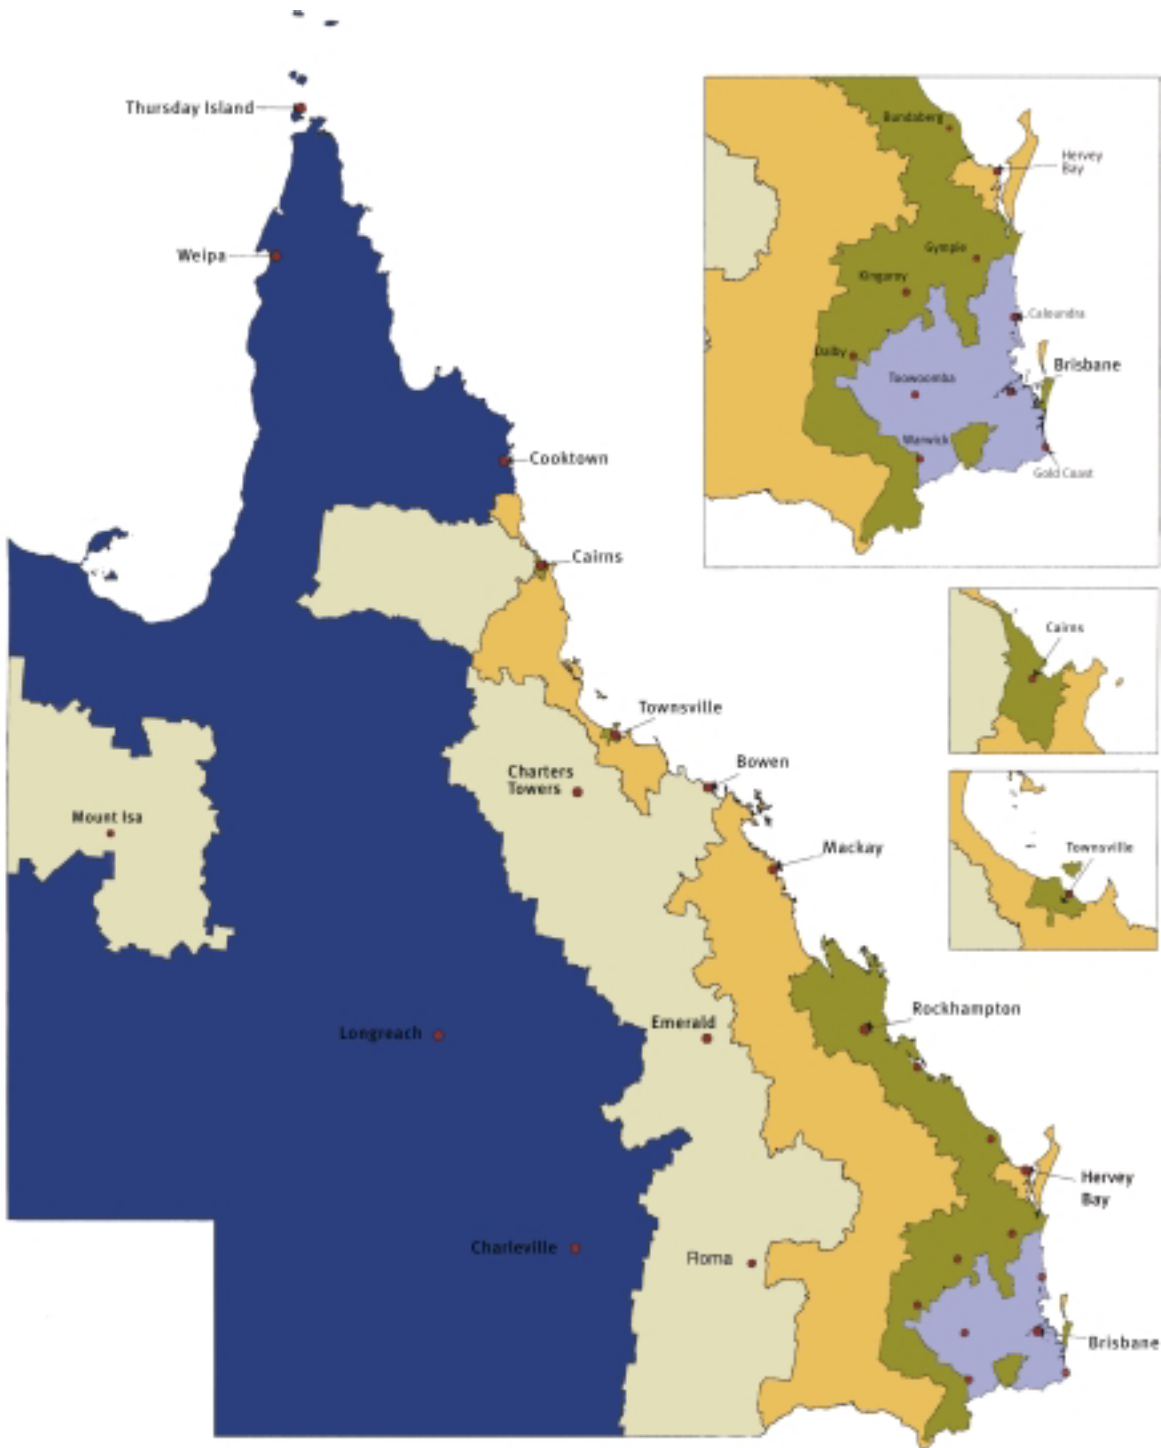 Thursday Island
Weipa
Cooktown
Cairns
Townsville
Charters
Towers
Bowen
Mount Isa
Mackay
Longreach
Emerald
Rockhampton
Charleville
Roma
Hervey
Bay
Brisbane
Bundaberg
Hervey
Bay
Gympie
Kingaroy
Caloundra
Dalby
Brisbane
Toowoomba
Warwick
Gold Coast
Cairns
Townsville